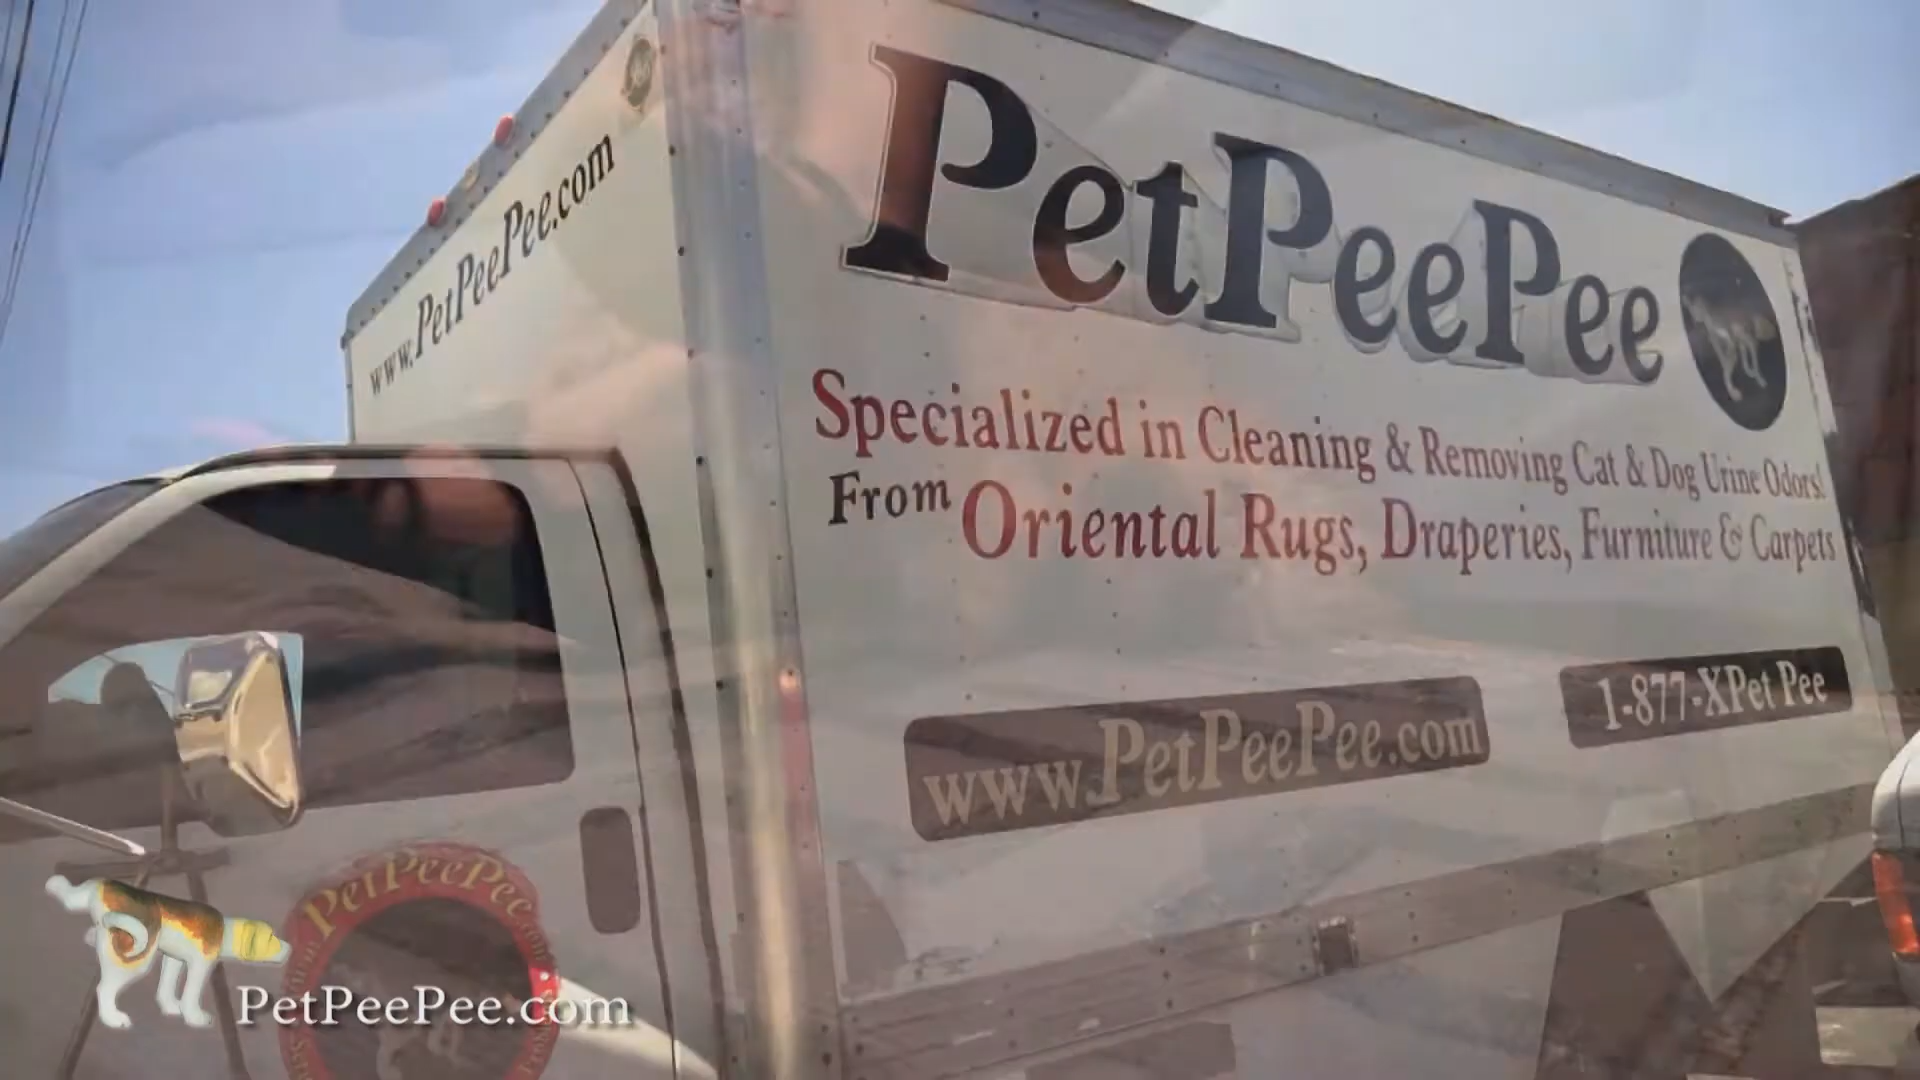 www.PetPeePee.com
PetPeePee
Specialized in Cleaning & Removing Cat & Dog Urine Odors!
From Oriental Rugs, Draperies, Furniture & Carpets
www.PetPeePee.com
1-877-XPet Pee
PetPeePee.com
PetPeePee.com